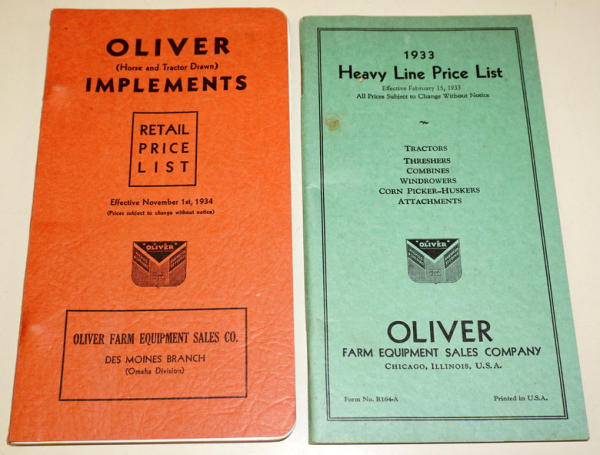 OLIVER
(Horse and Tractor Drawn)
IMPLEMENTS
RETAIL
PRICE
LIST
Effective November 1st, 1934
(Prices subject to change without notice)
OLIVER
OLIVER FARM EQUIPMENT SALES CO.
DES MOINES BRANCH
(Omaha Division)
1933
Heavy Line Price List
Effective February 15, 1933
All Prices Subject to Change Without Notice
~
TRACTORS
THRESHERS
COMBINES
WINDROWERS
CORN PICKER-HUSKERS
ATTACHMENTS
OLIVER
OLIVER
FARM EQUIPMENT SALES COMPANY
CHICAGO, ILLINOIS, U.S.A.
Form No. R164-A
Printed in U.S.A.